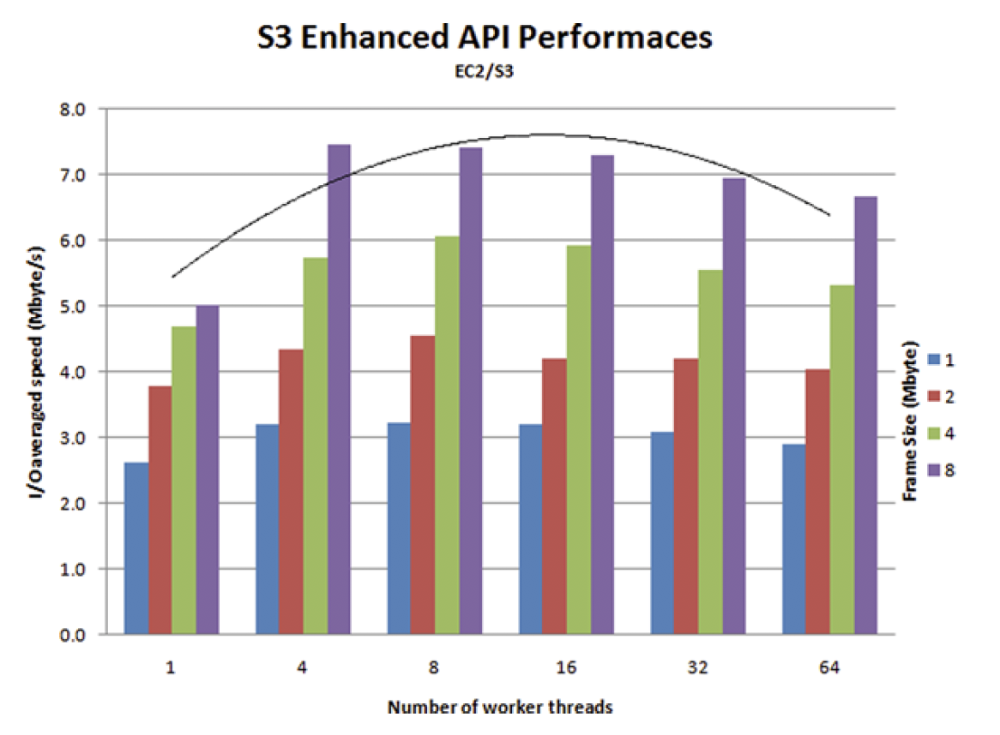 S3 Enhanced API Performaces
EC2/S3
8.0
7.0
6.0
5.0
4.0
3.0
2.0
1.0
0.0
I/Oaveraged speed (Mbyte/s)
1 4 8 16 32 64
Number of worker threads
Frame Size (Mbyte)
1
2
4
8